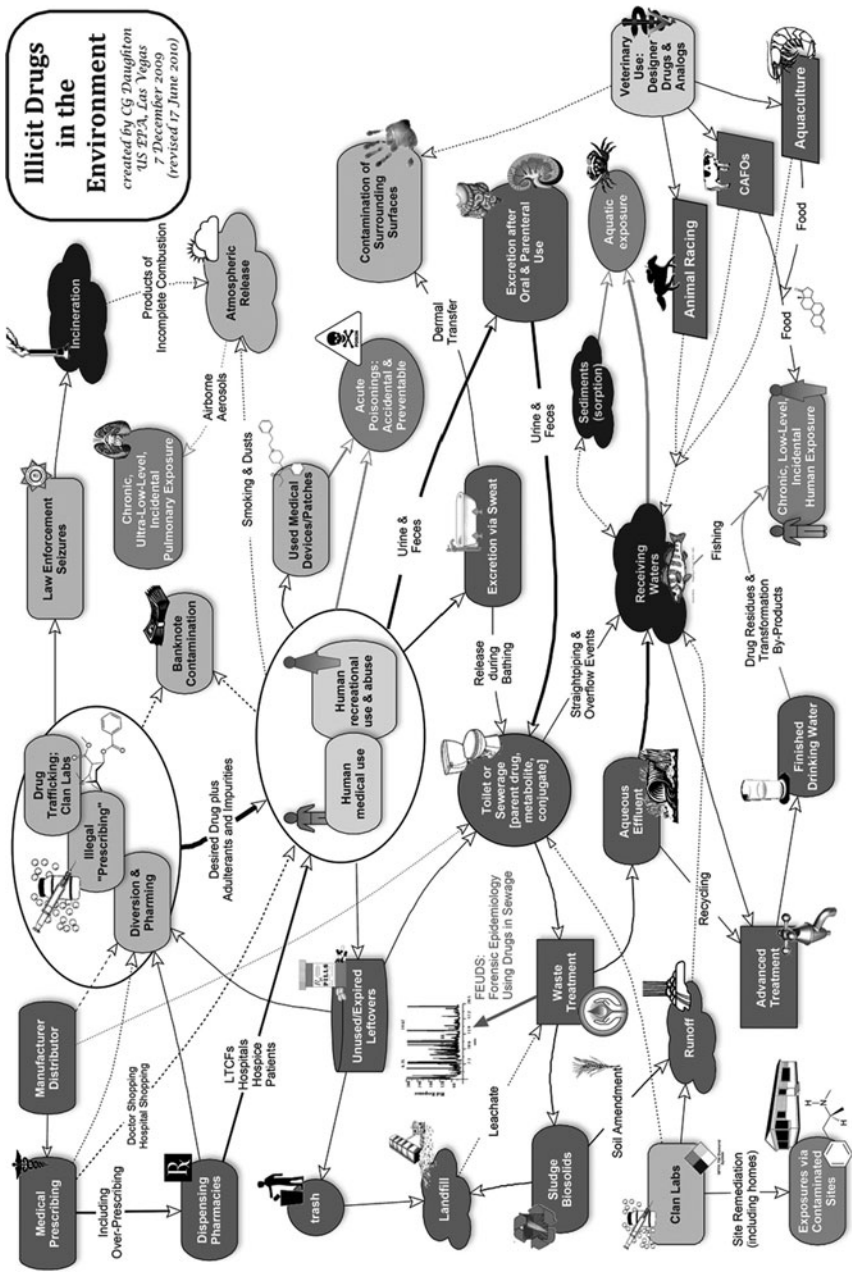 Illicit Drugs
in the
Environment
created by CG Daughton
US EPA, Las Vegas
7 December 2009
(revised 17 June 2010)
Medical
Prescribing
Manufacturer
Distributor
Including
Over-Prescribing
Dispensing
Pharmacies
Rx
Doctor Shopping
Hospital Shopping
LTCFs
Hospitals
Hospice
Patients
Diversion &
Pharming
Illegal
"Prescribing"
Drug
Trafficking;
Clan Labs
Law Enforcement
Seizures
Incineration
Products of
Incomplete Combustion
Atmospheric
Release
Airborne
Aerosols
Chronic,
Ultra-Low-Level,
Incidental
Pulmonary Exposure
Banknote
Contamination
Smoking & Dusts
Desired Drug plus
Adulterants and Impurities
Human
medical use
Human
recreational
use & abuse
Used Medical
Devices/Patches
Acute
Poisonings:
Accidental &
Preventable
Contamination of
Surrounding
Surfaces
Dermal
Transfer
Urine &
Feces
Excretion after
Oral & Parenteral
Use
Excretion via Sweat
Release
during
Bathing
Urine &
Feces
Unused/Expired
Leftovers
PILLS
trash
Landfill
Leachate
FEUDS:
Forensic Epidemiology
Using Drugs in Sewage
Toilet or
Sewerage
[parent drug,
metabolite,
conjugate]
Straightpiping &
Overflow Events
Waste
Treatment
Sludge
Biosolids
Soil Amendment
Aqueous
Effluent
Recycling
Receiving
Waters
Sediments
(sorption)
Aquatic
exposure
Veterinary
Use:
Designer
Drugs &
Analogs
Animal Racing
CAFOs
Aquaculture
Food
Food
Fishing
Chronic, Low-Level,
Incidental
Human Exposure
Drug Residues &
Transformation
By-Products
Finished
Drinking Water
Advanced
Treatment
Runoff
Clan Labs
Site Remediation
(including homes)
Exposures via
Contaminated
Sites
H
N
H